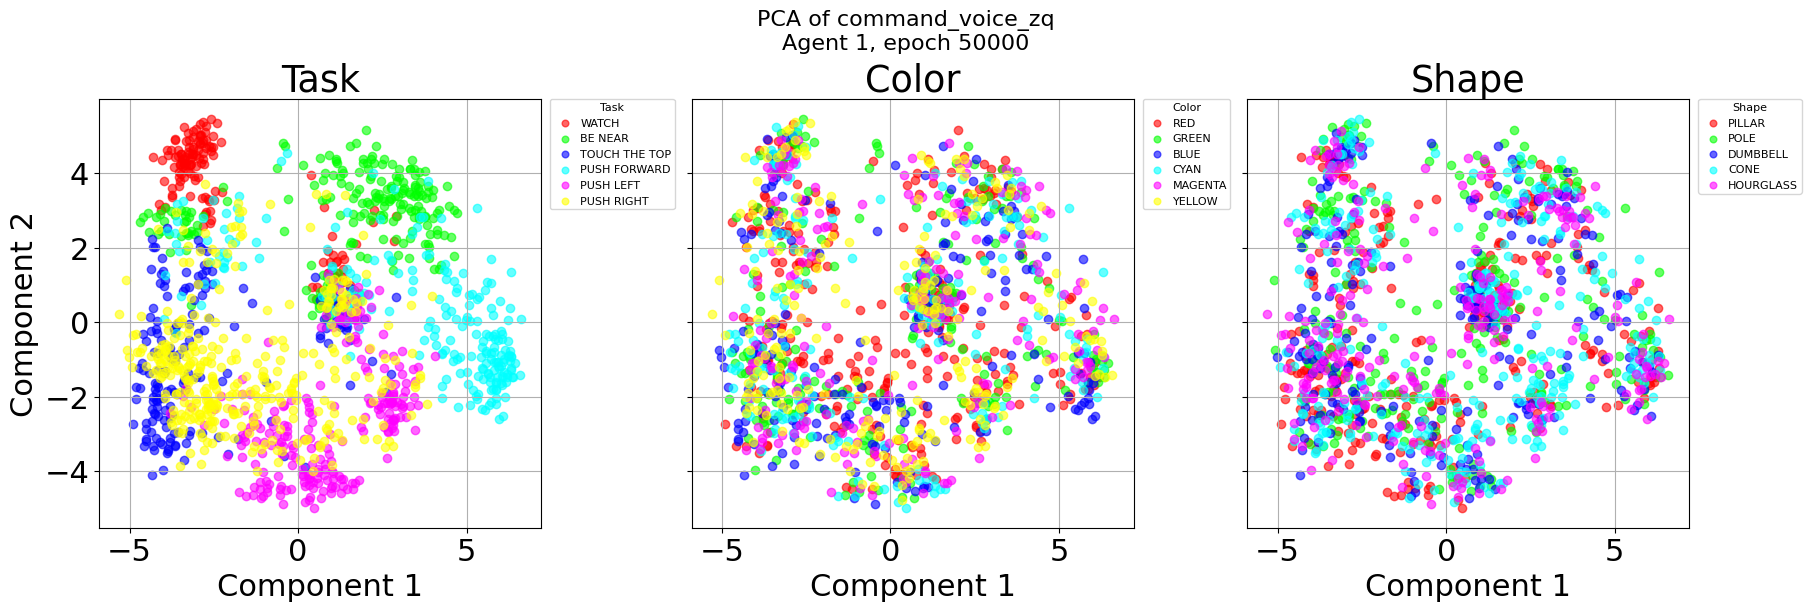 PCA of command_voice_zq
Agent 1, epoch 50000
Task
Color
Shape
Task
WATCH
BE NEAR
TOUCH THE TOP
PUSH FORWARD
PUSH LEFT
PUSH RIGHT
Color
RED
GREEN
BLUE
CYAN
MAGENTA
YELLOW
Shape
PILLAR
POLE
DUMBBELL
CONE
HOURGLASS
Component 2
4
2
0
−2
−4
−5 0 5
−5 0 5
−5 0 5
Component 1
Component 1
Component 1